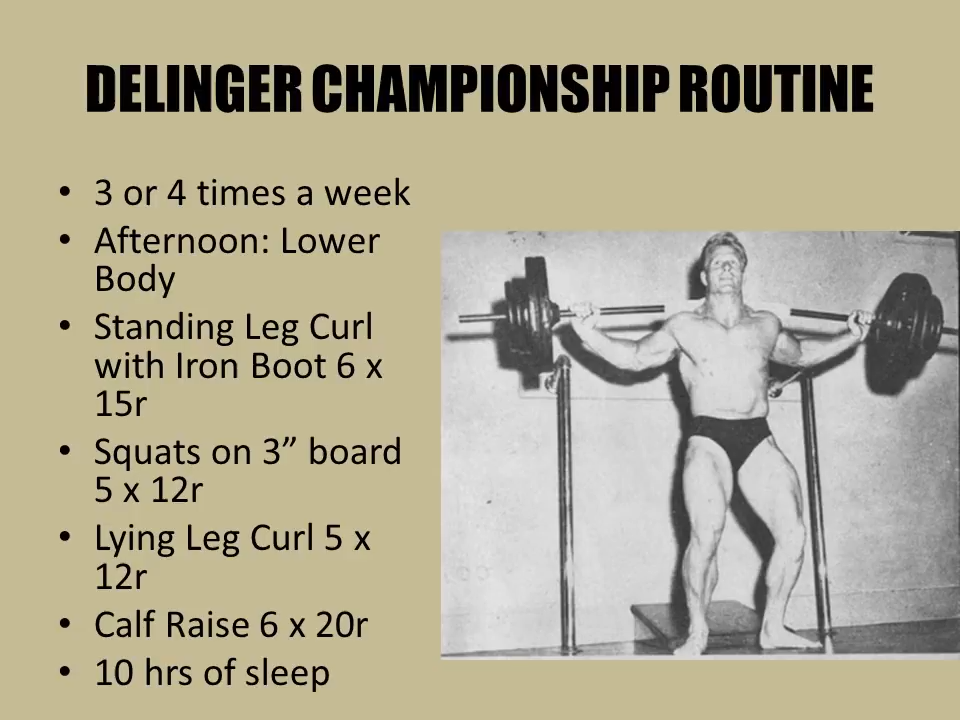 DELINGER CHAMPIONSHIP ROUTINE
• 3 or 4 times a week
• Afternoon: Lower
Body
• Standing Leg Curl
with Iron Boot 6 x
15r
• Squats on 3” board
5 x 12r
• Lying Leg Curl 5 x
12r
• Calf Raise 6 x 20r
• 10 hrs of sleep